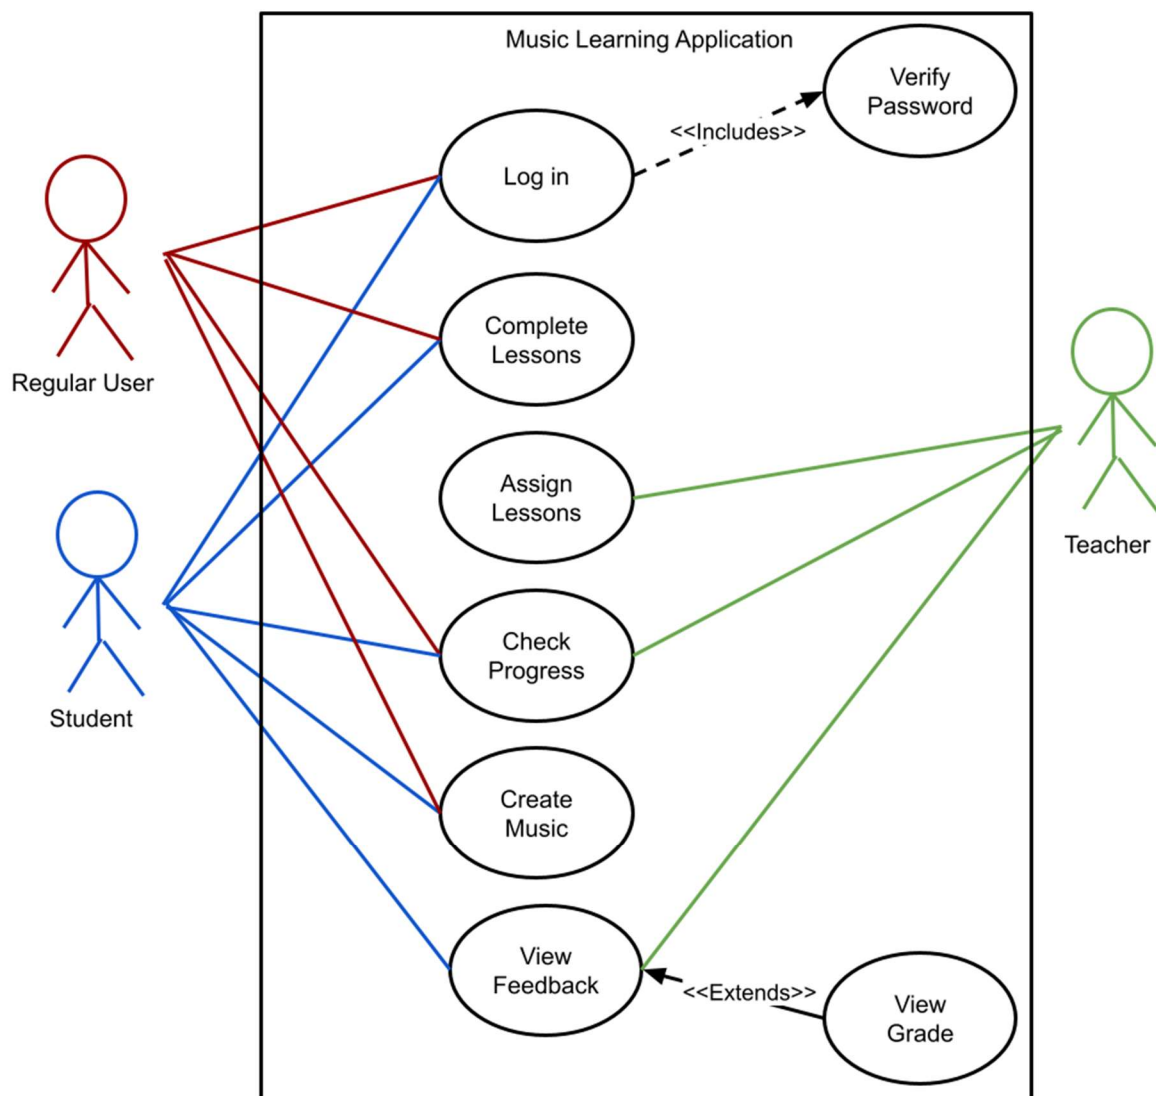 Music Learning Application
Verify
Password
<<Includes>>
Log in
Complete
Lessons
Regular User
Assign
Lessons
Teacher
Check
Progress
Student
Create
Music
View
Feedback
<<Extends>>
View
Grade